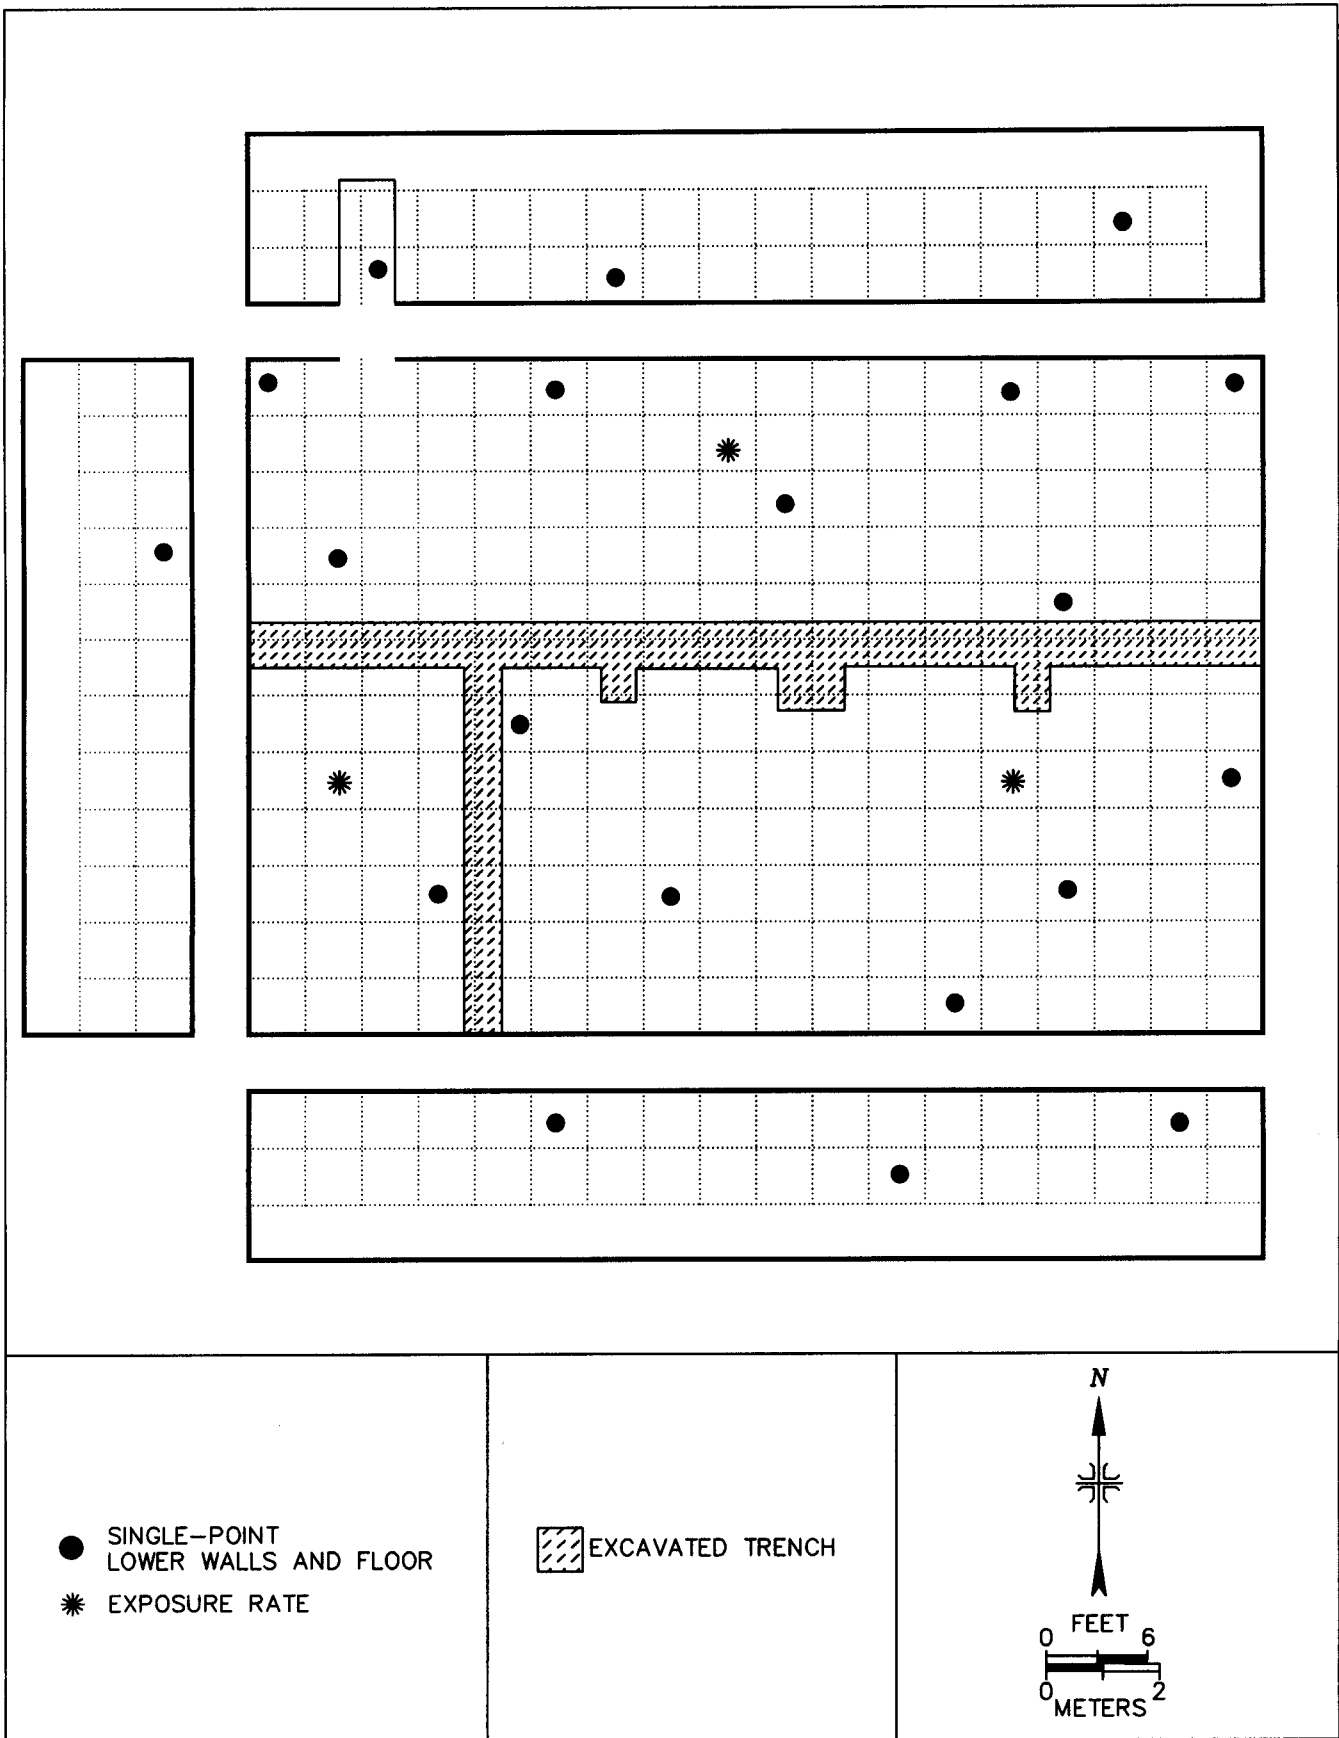 SINGLE-POINT
LOWER WALLS AND FLOOR
EXPOSURE RATE
EXCAVATED TRENCH
N
FEET
0 6
0 2
METERS